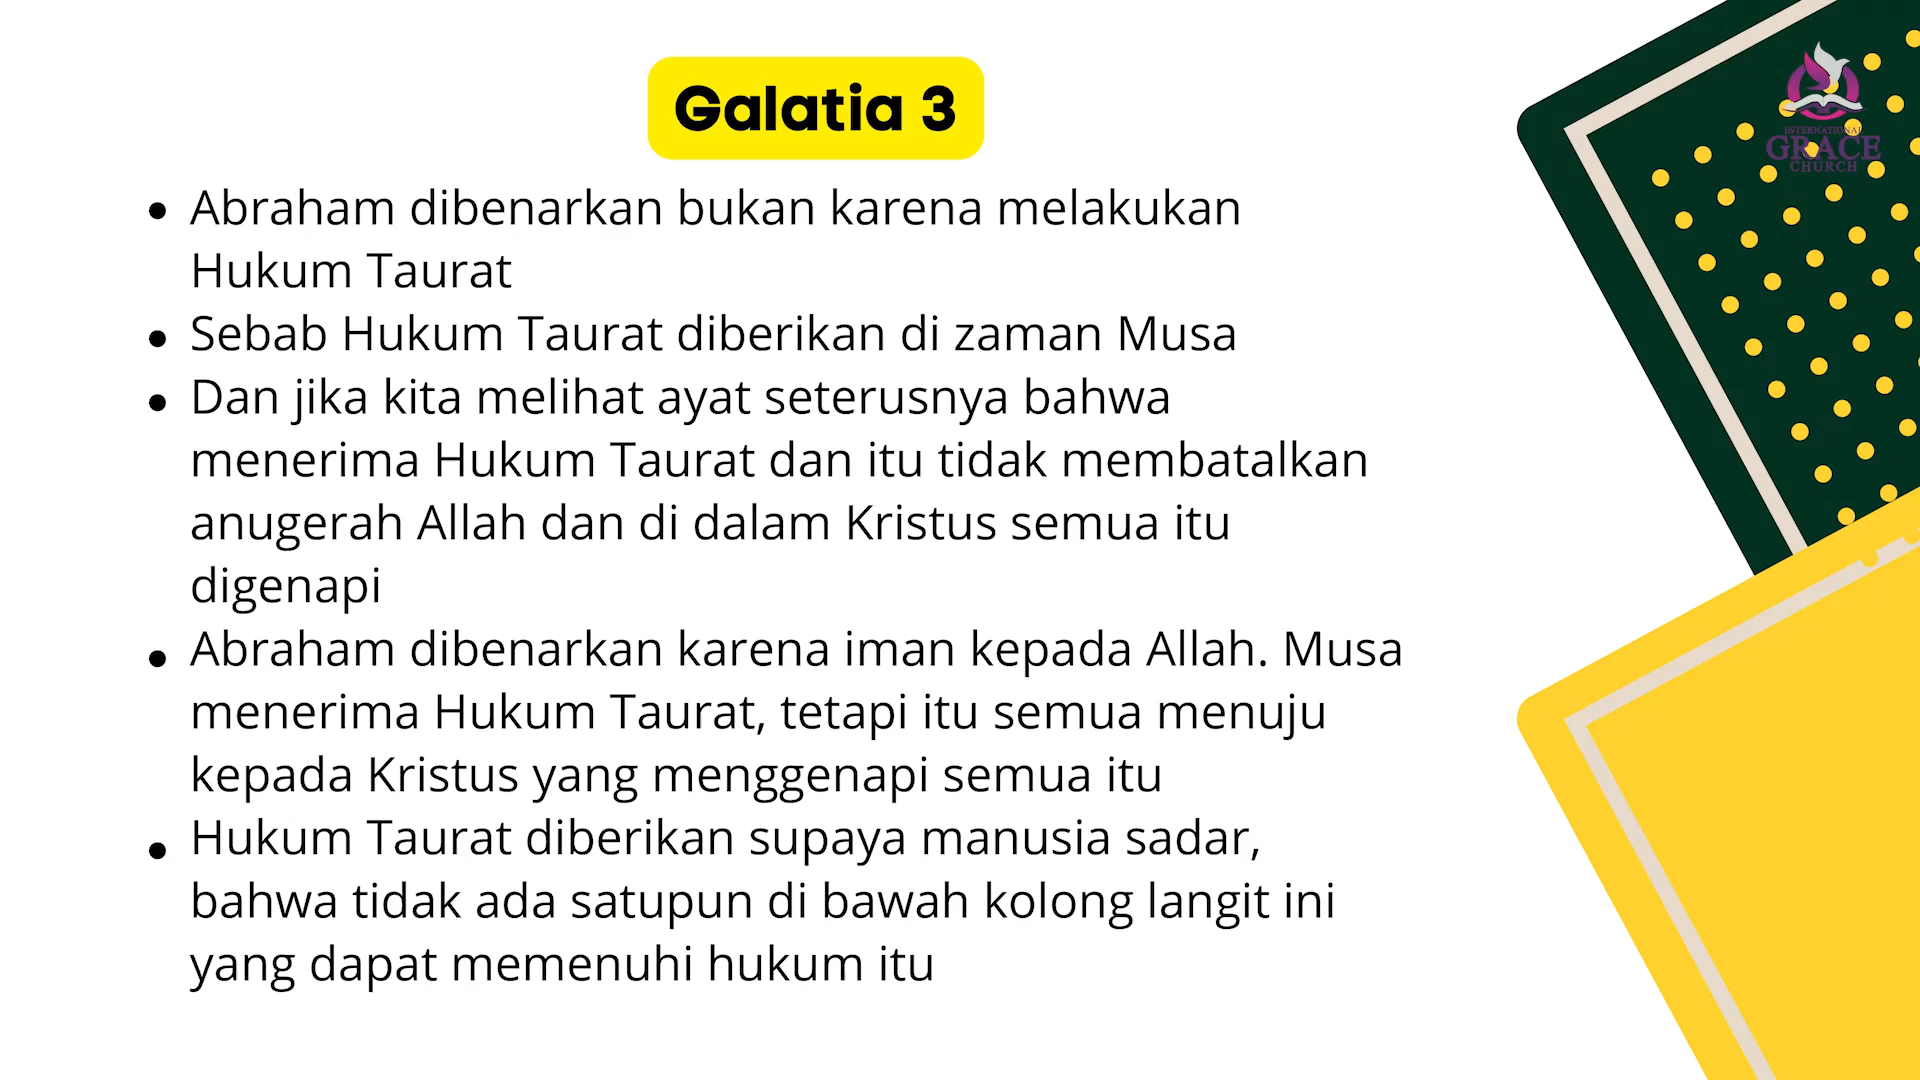 Galatia 3
INTERNATIONAL
GRACE
CHURCH
• Abraham dibenarkan bukan karena melakukan
Hukum Taurat
• Sebab Hukum Taurat diberikan di zaman Musa
• Dan jika kita melihat ayat seterusnya bahwa
menerima Hukum Taurat dan itu tidak membatalkan
anugerah Allah dan di dalam Kristus semua itu
digenapi
• Abraham dibenarkan karena iman kepada Allah. Musa
menerima Hukum Taurat, tetapi itu semua menuju
kepada Kristus yang menggenapi semua itu
• Hukum Taurat diberikan supaya manusia sadar,
bahwa tidak ada satupun di bawah kolong langit ini
yang dapat memenuhi hukum itu